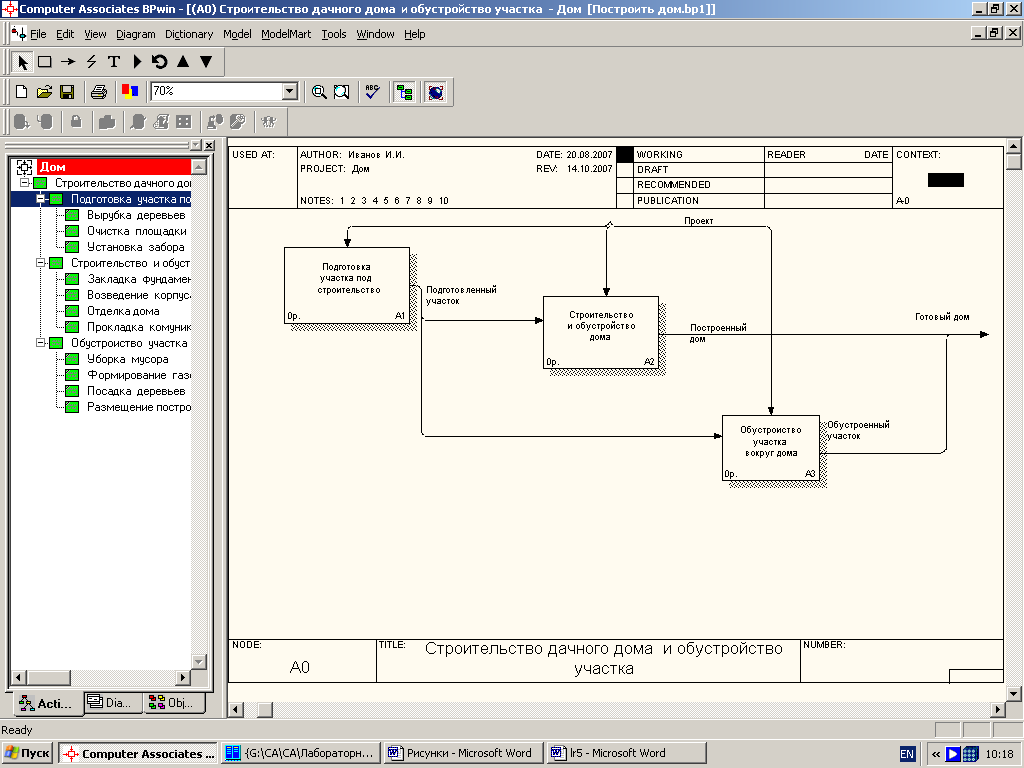 Computer Associates BPwin - [(A0) Строительство дачного дома и обустройство участка - Дом [Построить дом.bp1]]
File Edit View Diagram Dictionary Model ModelMart Tools Window Help
70%
Дом
Строительство дачного дог
Подготовка участка по
Вырубка деревьев
Очистка площадки
Установка забора
Строительство и обуст
Закладка фундамен
Возведение корпуса
Отделка дома
Прокладка комуник
Обустроиство участка
Уборка мусора
Формирование газо
Посадка деревьев
Размещение постро
Acti... Dia... Obj...
USED AT: AUTHOR: Иванов И.И. DATE: 20.08.2007 WORKING READER DATE CONTEXT:
PROJECT: Дом REV: 14.10.2007 DRAFT
RECOMMENDED
NOTES: 1 2 3 4 5 6 7 8 9 10 PUBLICATION A-0
Проект
Подготовка
участка под
строительство
0р. A1
Подготовленный
участок
Строительство
и обустройство
дома
0р. A2
Построенный
дом
Готовый дом
Обустроиство
участка
вокруг дома
0р. A3
Обустроенный
участок
NODE: TITLE: NUMBER:
A0
Строительство дачного дома и обустройство
участка
Ready
Пуск Computer Associates ... {G:\CA\CA\Лабораторн... Рисунки - Microsoft Word lr5 - Microsoft Word EN « 10:18